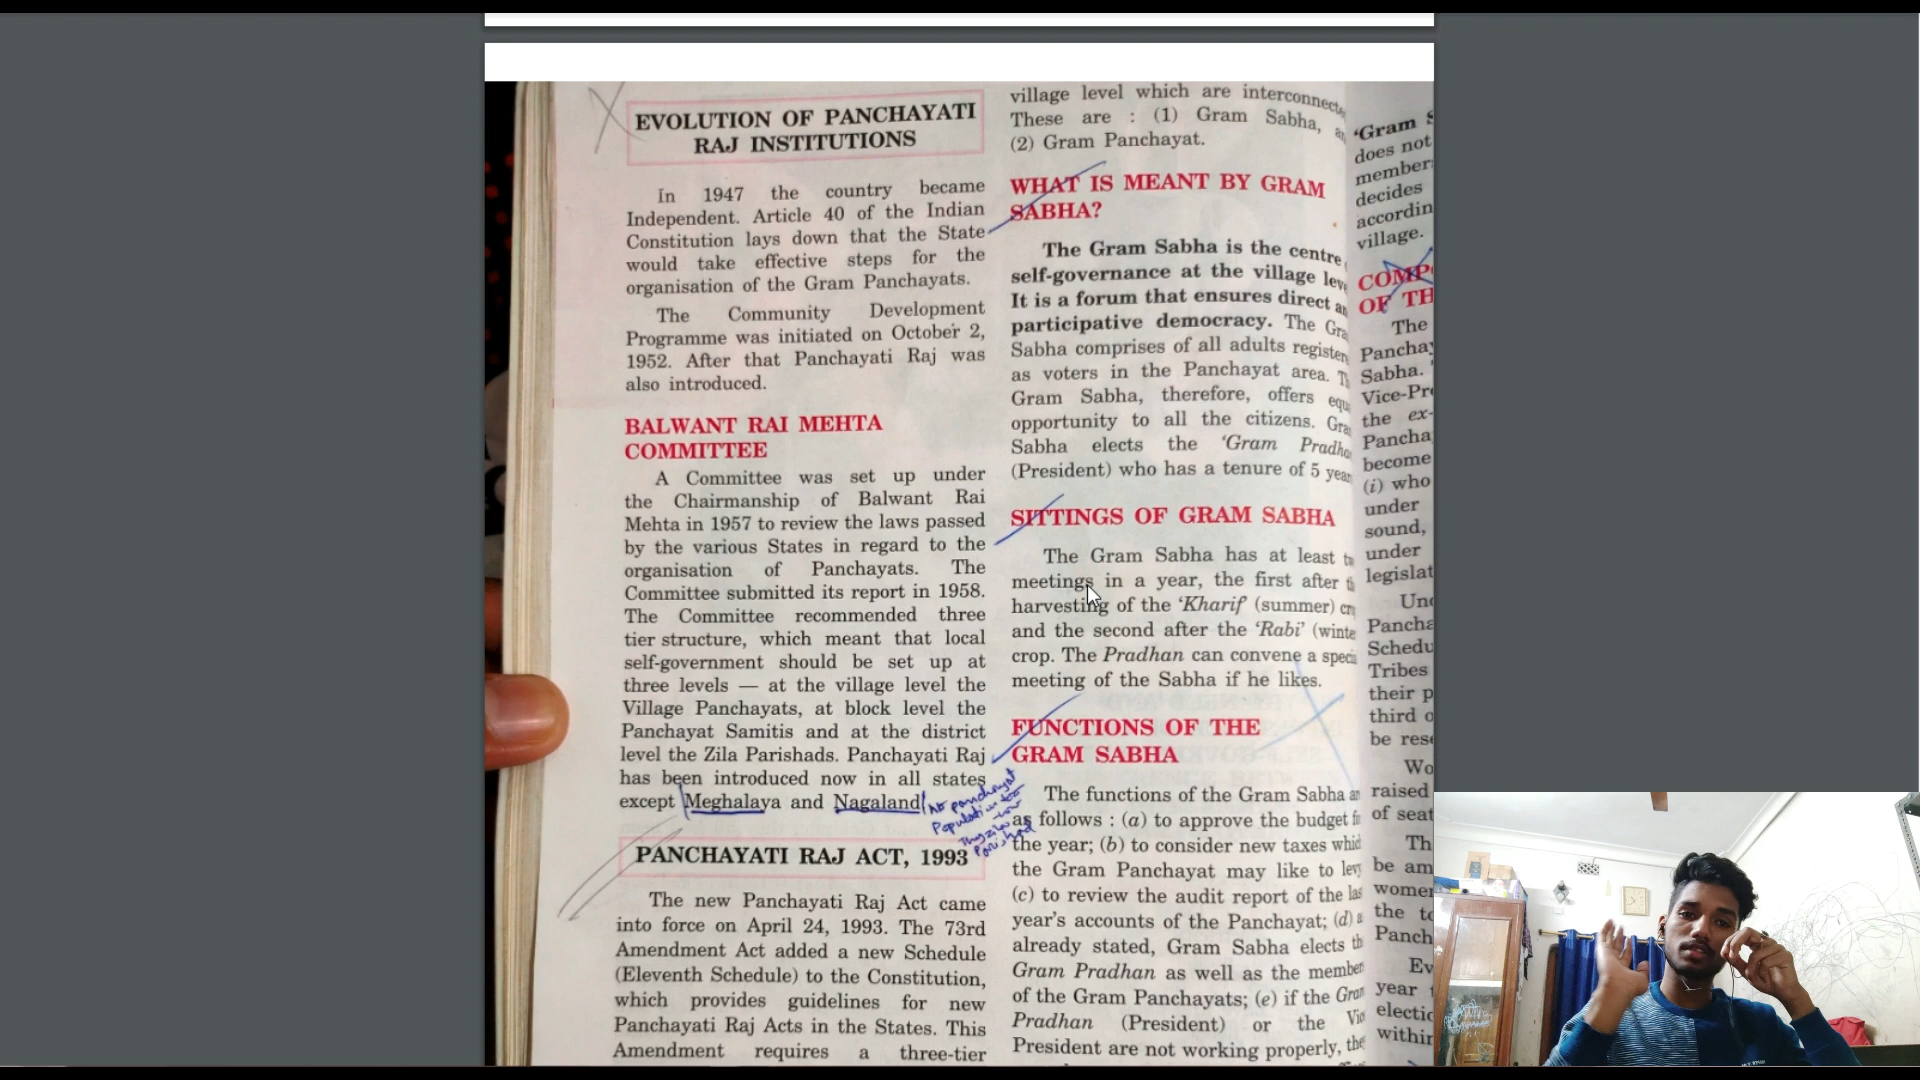 EVOLUTION OF PANCHAYATI
RAJ INSTITUTIONS
In 1947 the country became
Independent. Article 40 of the Indian
Constitution lays down that the State
would take effective steps for the
organisation of the Gram Panchayats.
The Community Development
Programme was initiated on October 2,
1952. After that Panchayati Raj was
also introduced.
BALWANT RAI MEHTA
COMMITTEE
A Committee was set up under
the Chairmanship of Balwant Rai
Mehta in 1957 to review the laws passed
by the various States in regard to the
organisation of Panchayats. The
Committee submitted its report in 1958.
The Committee recommended three
tier structure, which meant that local
self-government should be set up at
three levels — at the village level the
Village Panchayats, at block level the
Panchayat Samitis and at the district
level the Zila Parishads. Panchayati Raj
has been introduced now in all states
except Meghalaya and Nagaland
No panchayat
Population too
low
PANCHAYATI RAJ ACT, 1993
The new Panchayati Raj Act came
into force on April 24, 1993. The 73rd
Amendment Act added a new Schedule
(Eleventh Schedule) to the Constitution,
which provides guidelines for new
Panchayati Raj Acts in the States. This
Amendment requires a three-tier
village level which are
These are : (1) Gram Sabha,
(2) Gram Panchayat.
WHAT IS MEANT BY GRAM
SABHA?
The Gram Sabha is the centre
self-governance at the village
It is a forum that ensures direct
participative democracy. The
Sabha comprises of all adults
as voters in the Panchayat area.
Gram Sabha, therefore, offers
opportunity to all the citizens.
Sabha elects the 'Gram
(President) who has a tenure of 5
SITTINGS OF GRAM SABHA
The Gram Sabha has at least
meetings in a year, the first after
harvesting of the 'Kharif' (summer)
and the second after the 'Rabi'
crop. The Pradhan can convene a
meeting of the Sabha if he likes.
FUNCTIONS OF THE
GRAM SABHA
The functions of the Gram Sabha
as follows : (a) to approve the budget
the year; (b) to consider new taxes
the Gram Panchayat may like to
(c) to review the audit report of the
year's accounts of the Panchayat; (d)
already stated, Gram Sabha elects
Gram Pradhan as well as the
of the Gram Panchayats; (e) if the
Pradhan (President) or the
President are not working properly,
'Gram
does not
decides
village.
OF
The
Sabha.
the ex-
become
(i) who
under
sound,
under
Tribes
their
third
be
raised
of
be
the
year